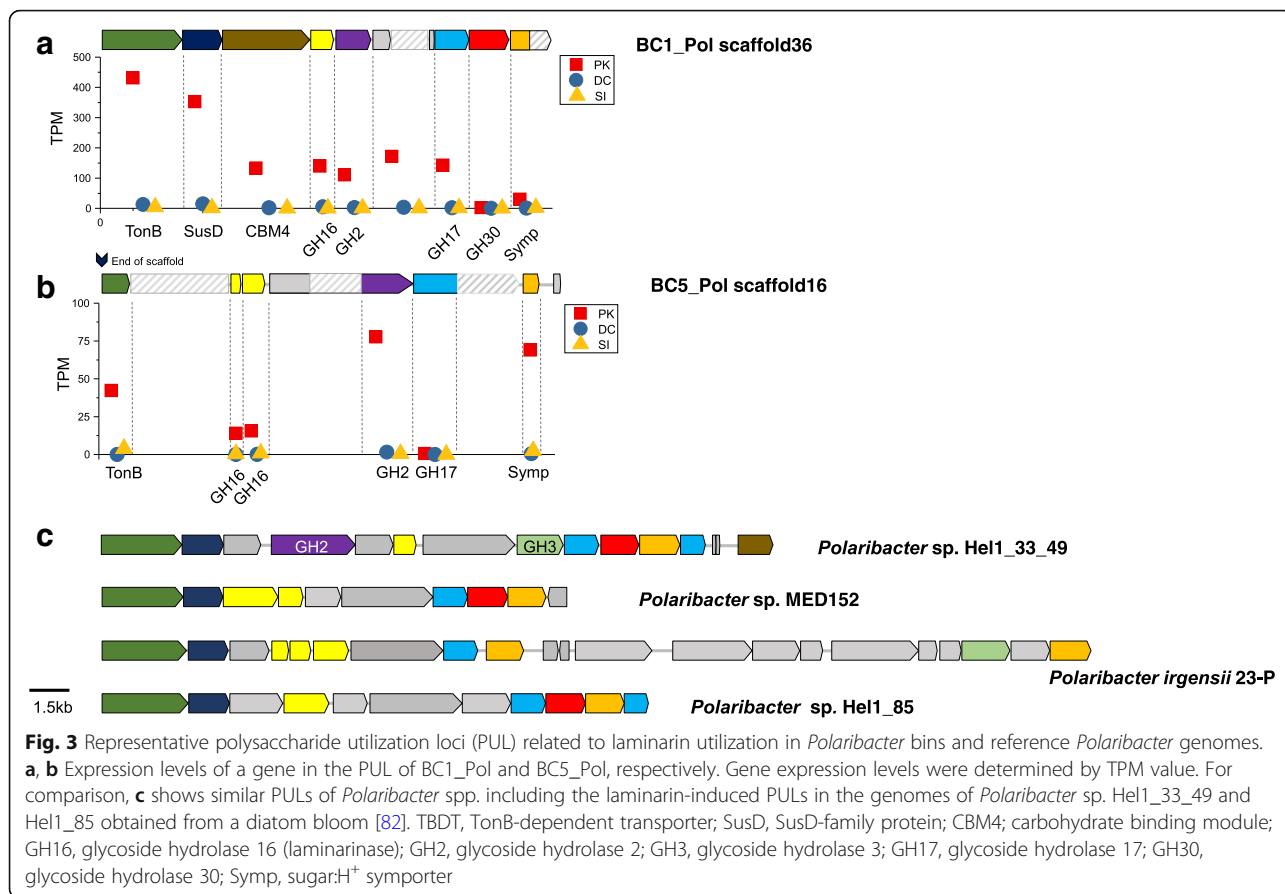 a
BC1_Pol scaffold36
500
400
300
200
100
0
TPM
PK
DC
SI
0
TonB
SusD
CBM4
GH16
GH2
GH17
GH30
Symp
End of scaffold
b
BC5_Pol scaffold16
100
75
50
25
0
TPM
PK
DC
SI
TonB
GH16
GH16
GH2
GH17
Symp
c
GH2
GH3
Polaribacter sp. Hel1_33_49
Polaribacter sp. MED152
Polaribacter irgensii 23-P
1.5kb
Polaribacter sp. Hel1_85
Fig. 3 Representative polysaccharide utilization loci (PUL) related to laminarin utilization in Polaribacter bins and reference Polaribacter genomes.
a, b Expression levels of a gene in the PUL of BC1_Pol and BC5_Pol, respectively. Gene expression levels were determined by TPM value. For
comparison, c shows similar PULs of Polaribacter spp. including the laminarin-induced PULs in the genomes of Polaribacter sp. Hel1_33_49 and
Hel1_85 obtained from a diatom bloom [82]. TBDT, TonB-dependent transporter; SusD, SusD-family protein; CBM4; carbohydrate binding module;
GH16, glycoside hydrolase 16 (laminarinase); GH2, glycoside hydrolase 2; GH3, glycoside hydrolase 3; GH17, glycoside hydrolase 17; GH30,
glycoside hydrolase 30; Symp, sugar:H⁺ symporter